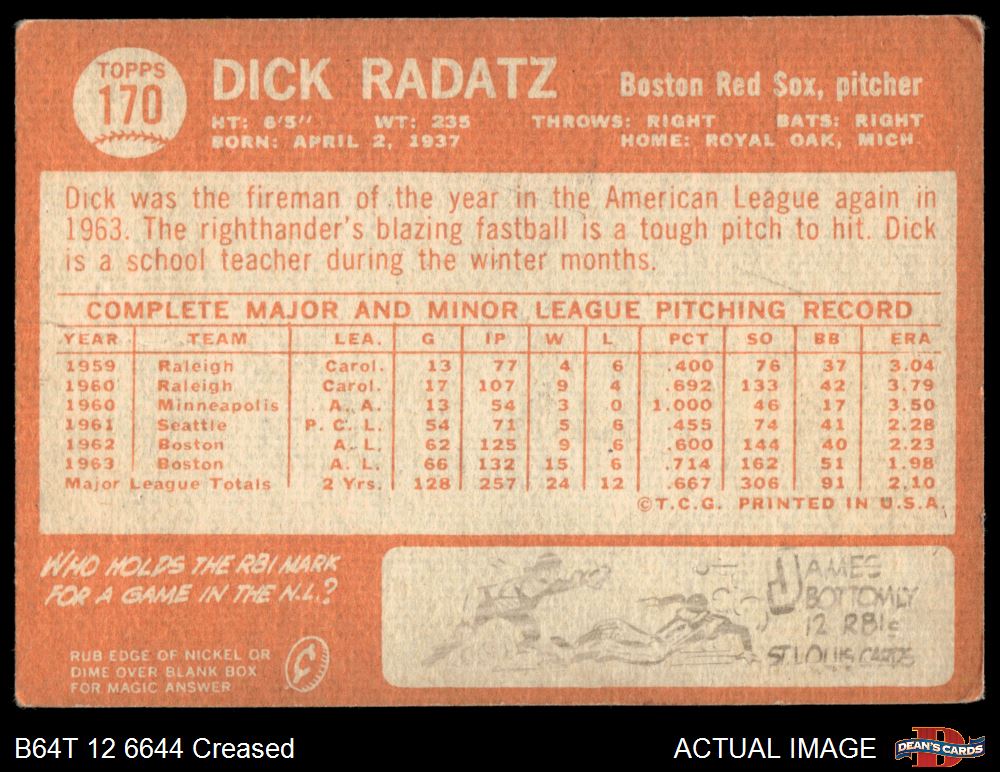 TOPPS
170
DICK RADATZ
Boston Red Sox, pitcher
HT: 6'5" WT: 235 THROWS: RIGHT BATS: RIGHT
BORN: APRIL 2, 1937 HOME: ROYAL OAK, MICH.
Dick was the fireman of the year in the American League again in
1963. The righthander's blazing fastball is a tough pitch to hit. Dick
is a school teacher during the winter months.
COMPLETE MAJOR AND MINOR LEAGUE PITCHING RECORD
YEAR TEAM LEA. G IP W L PCT SO BB ERA
1959 Raleigh Carol. 13 77 4 6 .400 76 37 3.04
1960 Raleigh Carol. 17 107 9 4 .692 133 42 3.79
1960 Minneapolis A. A. 13 54 3 0 1.000 46 17 3.50
1961 Seattle P. C. L. 54 71 5 6 .455 74 41 2.28
1962 Boston A. L. 62 125 9 6 .600 144 40 2.23
1963 Boston A. L. 66 132 15 6 .714 162 51 1.98
Major League Totals 2 Yrs. 128 257 24 12 .667 306 91 2.10
©T.C.G. PRINTED IN U.S.A.
WHO HOLDS THE RBI MARK
FOR A GAME IN THE N.L.?
RUB EDGE OF NICKEL OR
DIME OVER BLANK BOX
FOR MAGIC ANSWER
JAMES
BOTTOMLY
12 RBIs
ST. LOUIS CARDS
B64T 12 6644 Creased
ACTUAL IMAGE
DEAN'S CARDS